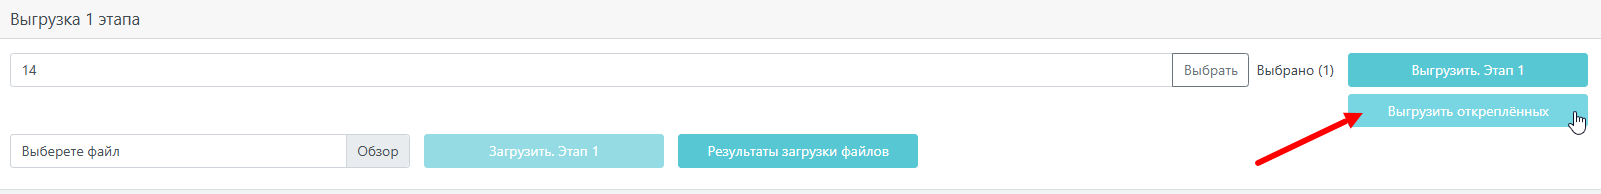 Выгрузка 1 этапа
14 Выбрать Выбрано (1) Выгрузить. Этап 1
Выгрузить откреплённых
Выберете файл Обзор Загрузить. Этап 1 Результаты загрузки файлов